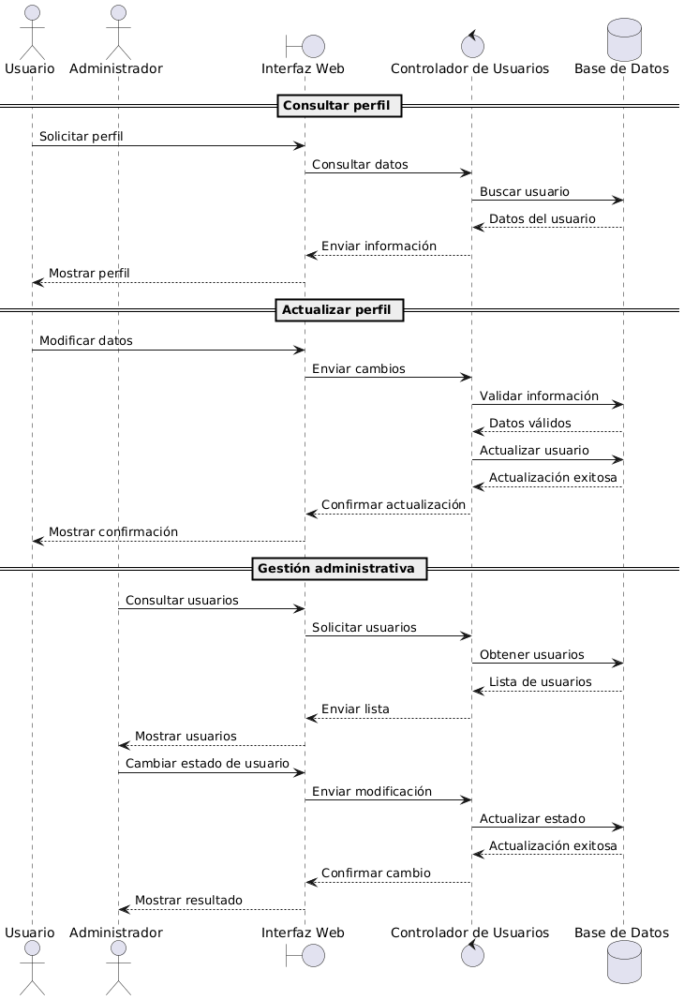 Usuario Administrador Interfaz Web Controlador de Usuarios Base de Datos
Consultar perfil
Solicitar perfil
Consultar datos
Buscar usuario
Datos del usuario
Enviar información
Mostrar perfil
Actualizar perfil
Modificar datos
Enviar cambios
Validar información
Datos válidos
Actualizar usuario
Actualización exitosa
Confirmar actualización
Mostrar confirmación
Gestión administrativa
Consultar usuarios
Solicitar usuarios
Obtener usuarios
Lista de usuarios
Enviar lista
Mostrar usuarios
Cambiar estado de usuario
Enviar modificación
Actualizar estado
Actualización exitosa
Confirmar cambio
Mostrar resultado
Usuario Administrador Interfaz Web Controlador de Usuarios Base de Datos